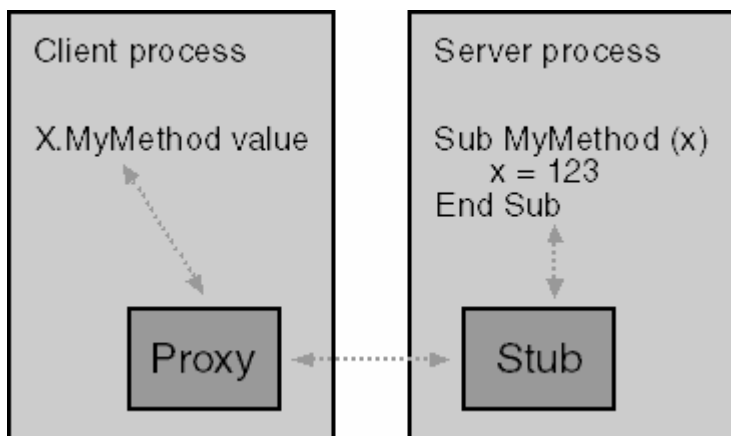 Client process
X.MyMethod value
Proxy
Server process
Sub MyMethod (x)
x = 123
End Sub
Stub